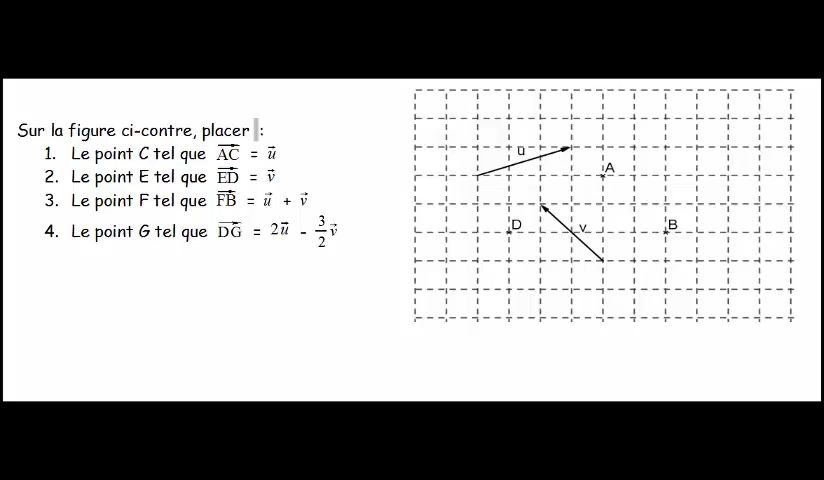 Sur la figure ci-contre, placer :
1. Le point C tel que $\overrightarrow{AC}$ = $\vec{u}$
2. Le point E tel que $\overrightarrow{ED}$ = $\vec{v}$
3. Le point F tel que $\overrightarrow{FB}$ = $\vec{u}$ + $\vec{v}$
4. Le point G tel que $\overrightarrow{DG}$ = 2$\vec{u}$ - $\frac{3}{2}\vec{v}$
u
A
D
v
B